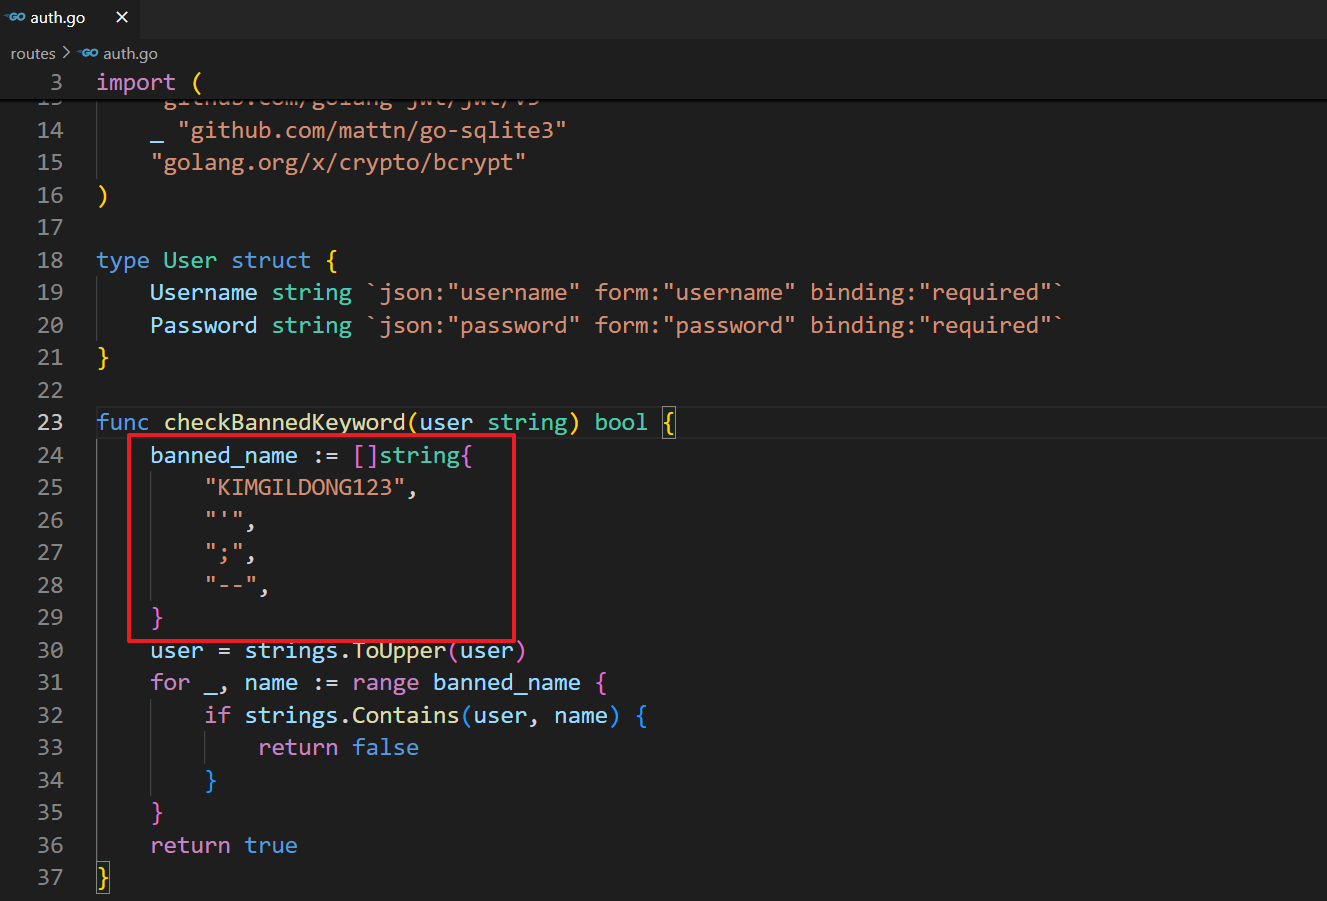 auth.go
routes > auth.go
3 import (
14 _ "github.com/mattn/go-sqlite3"
15 "golang.org/x/crypto/bcrypt"
16 )
17
18 type User struct {
19 Username string `json:"username" form:"username" binding:"required"`
20 Password string `json:"password" form:"password" binding:"required"`
21 }
22
23 func checkBannedKeyword(user string) bool {
24 banned_name := []string{
25 "KIMGILDONG123",
26 "'",
27 ";",
28 "--",
29 }
30 user = strings.ToUpper(user)
31 for _, name := range banned_name {
32 if strings.Contains(user, name) {
33 return false
34 }
35 }
36 return true
37 }